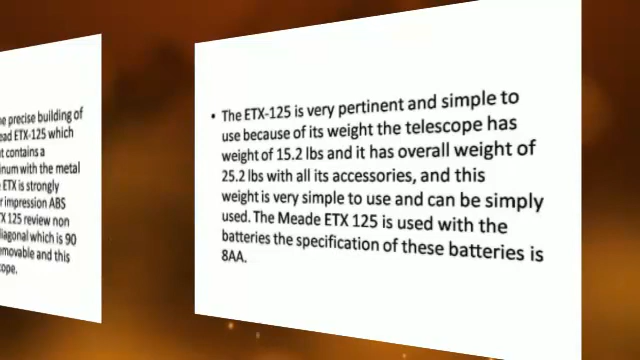 e precise building of
ead ETX-125 which
t contains a
num with the metal
ETX is strongly
r impression ABS
X 125 review non
iagonal which is 90
movable and this
ope.
• The ETX-125 is very pertinent and simple to
use because of its weight the telescope has
weight of 15.2 lbs and it has overall weight of
25.2 lbs with all its accessories, and this
weight is very simple to use and can be simply
used. The Meade ETX 125 is used with the
batteries the specification of these batteries is
8AA.